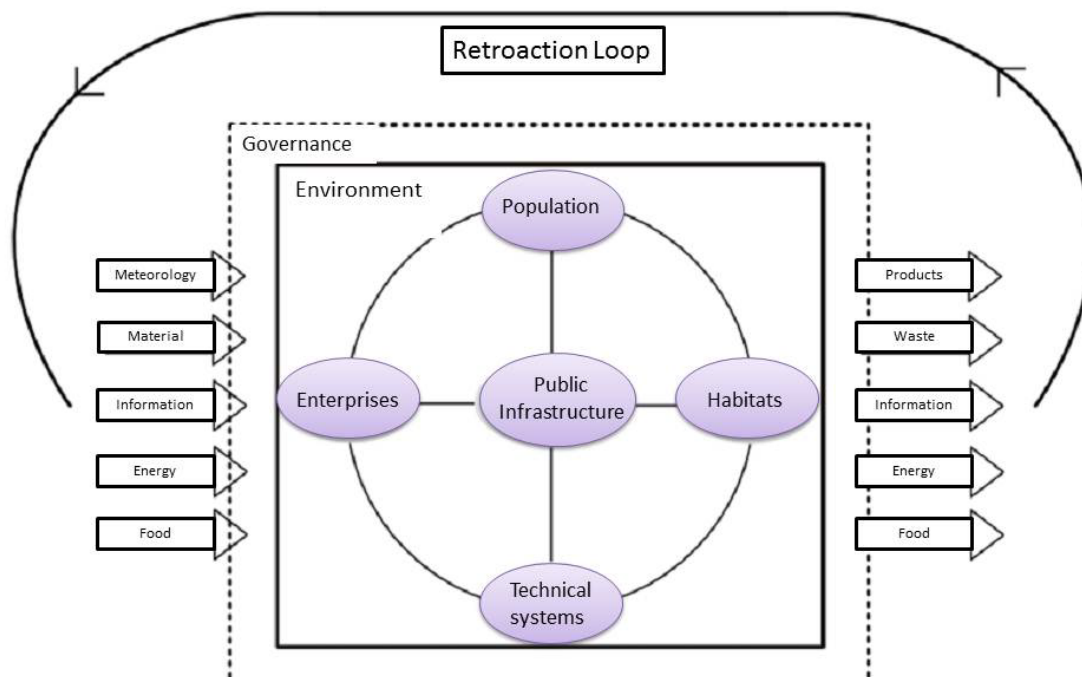 Retroaction Loop
Governance
Environment
Population
Meteorology
Products
Material
Waste
Enterprises
Public
Infrastructure
Habitats
Information
Information
Energy
Energy
Food
Food
Technical
systems